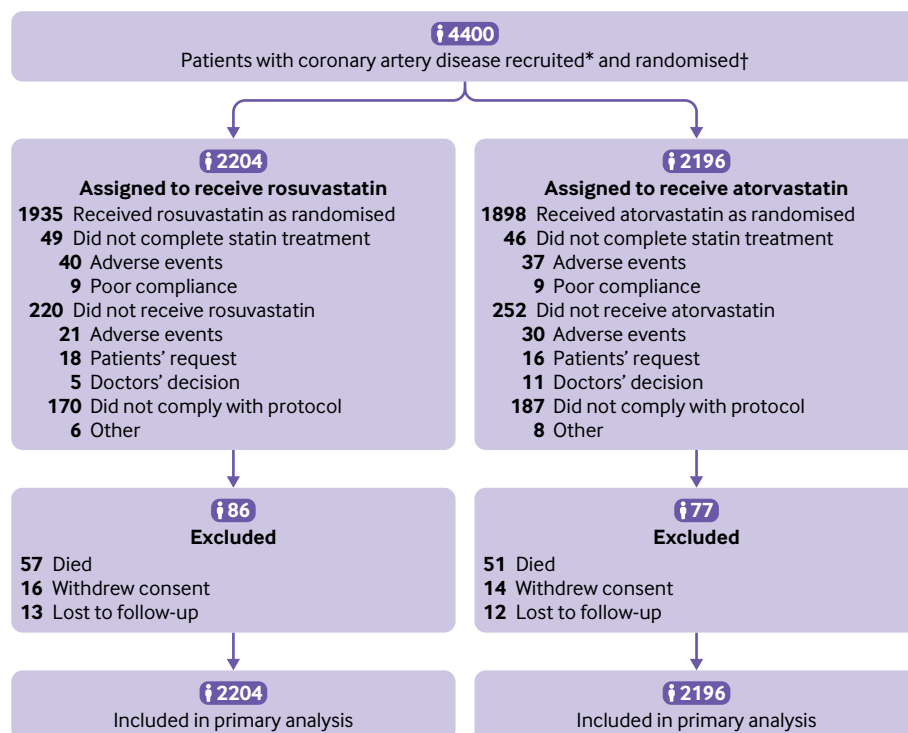 4400
Patients with coronary artery disease recruited* and randomised†
2204
Assigned to receive rosuvastatin
1935 Received rosuvastatin as randomised
49 Did not complete statin treatment
40 Adverse events
9 Poor compliance
220 Did not receive rosuvastatin
21 Adverse events
18 Patients' request
5 Doctors' decision
170 Did not comply with protocol
6 Other
2196
Assigned to receive atorvastatin
1898 Received atorvastatin as randomised
46 Did not complete statin treatment
37 Adverse events
9 Poor compliance
252 Did not receive atorvastatin
30 Adverse events
16 Patients' request
11 Doctors' decision
187 Did not comply with protocol
8 Other
86
Excluded
57 Died
16 Withdrew consent
13 Lost to follow-up
77
Excluded
51 Died
14 Withdrew consent
12 Lost to follow-up
2204
Included in primary analysis
2196
Included in primary analysis